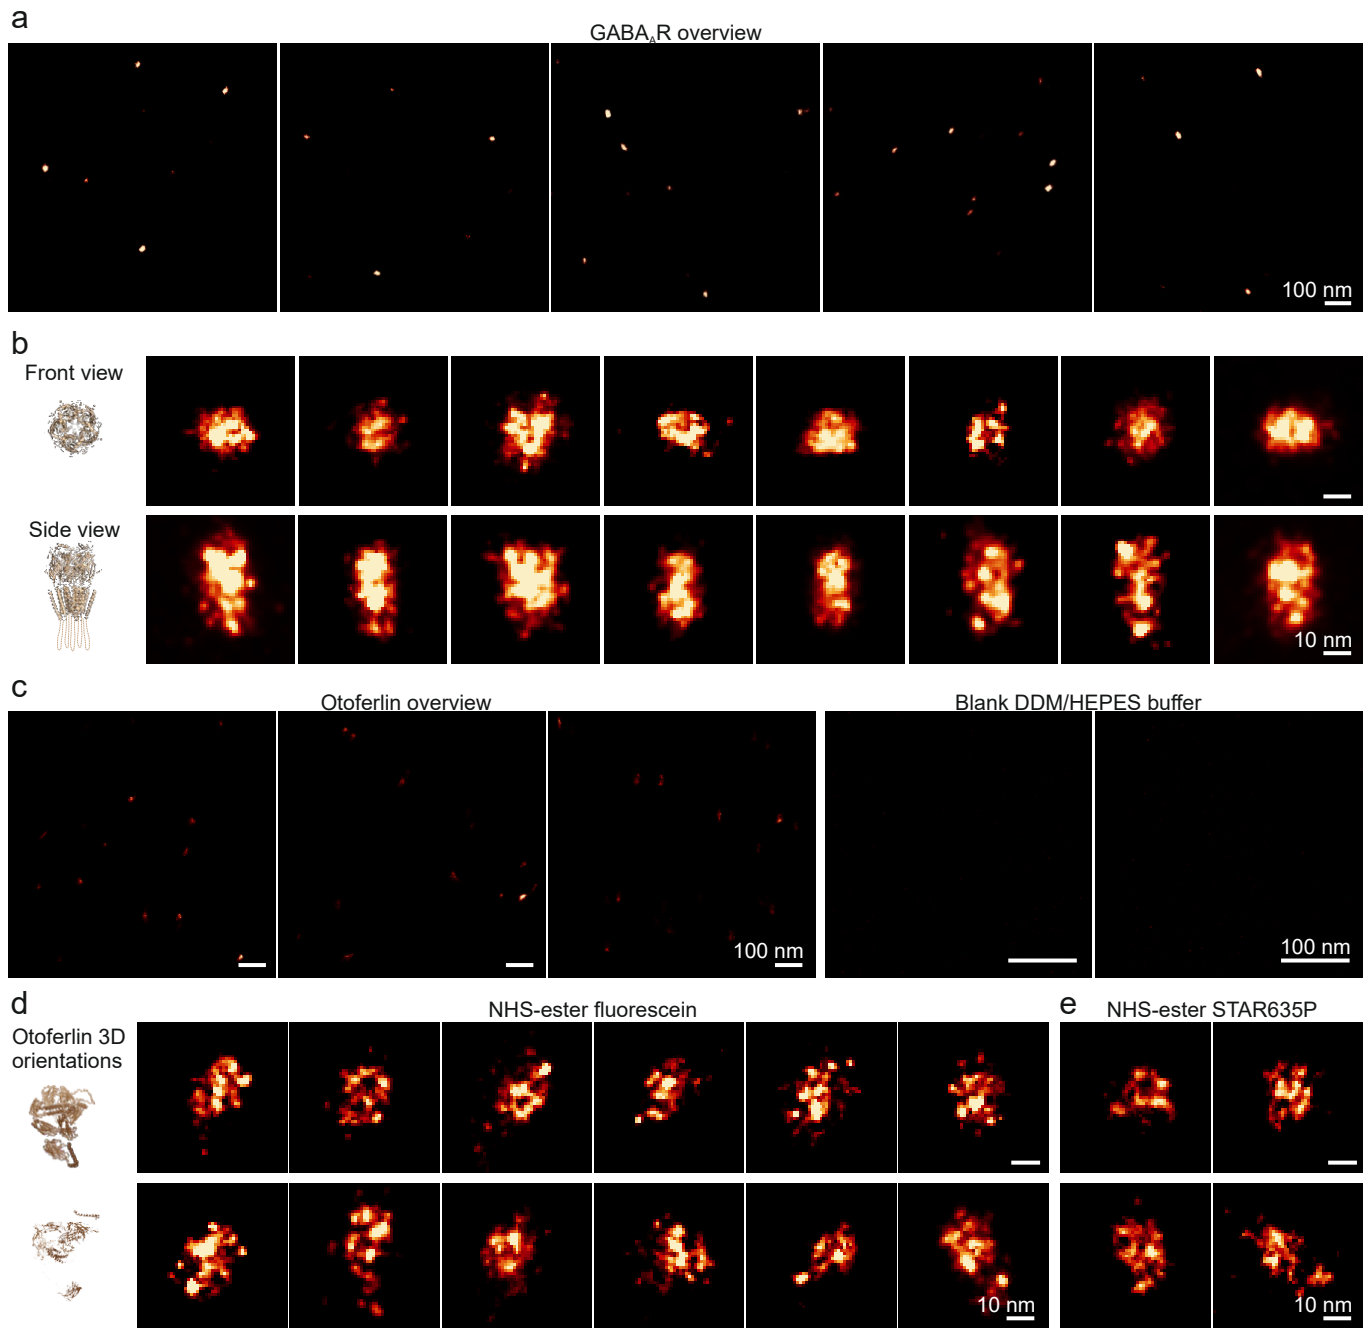 a
GABA_AR overview
100 nm
b
Front view
Side view
10 nm
c
Otoferlin overview
Blank DDM/HEPES buffer
100 nm
100 nm
d
NHS-ester fluorescein
e
NHS-ester STAR635P
Otoferlin 3D
orientations
10 nm
10 nm